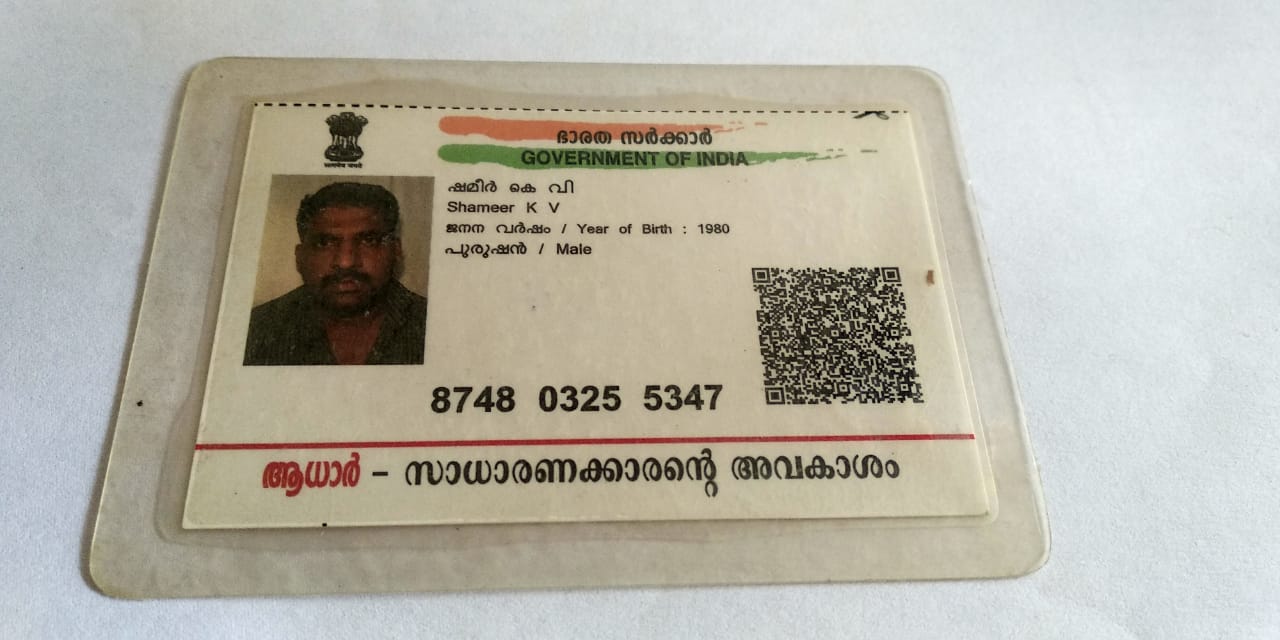 ഭാരത സർക്കാർ
GOVERNMENT OF INDIA
ഷമീർ കെ വി
Shameer K V
ജനന വർഷം / Year of Birth : 1980
പുരുഷൻ / Male
8748 0325 5347
ആധാർ – സാധാരണക്കാരന്റെ അവകാശം